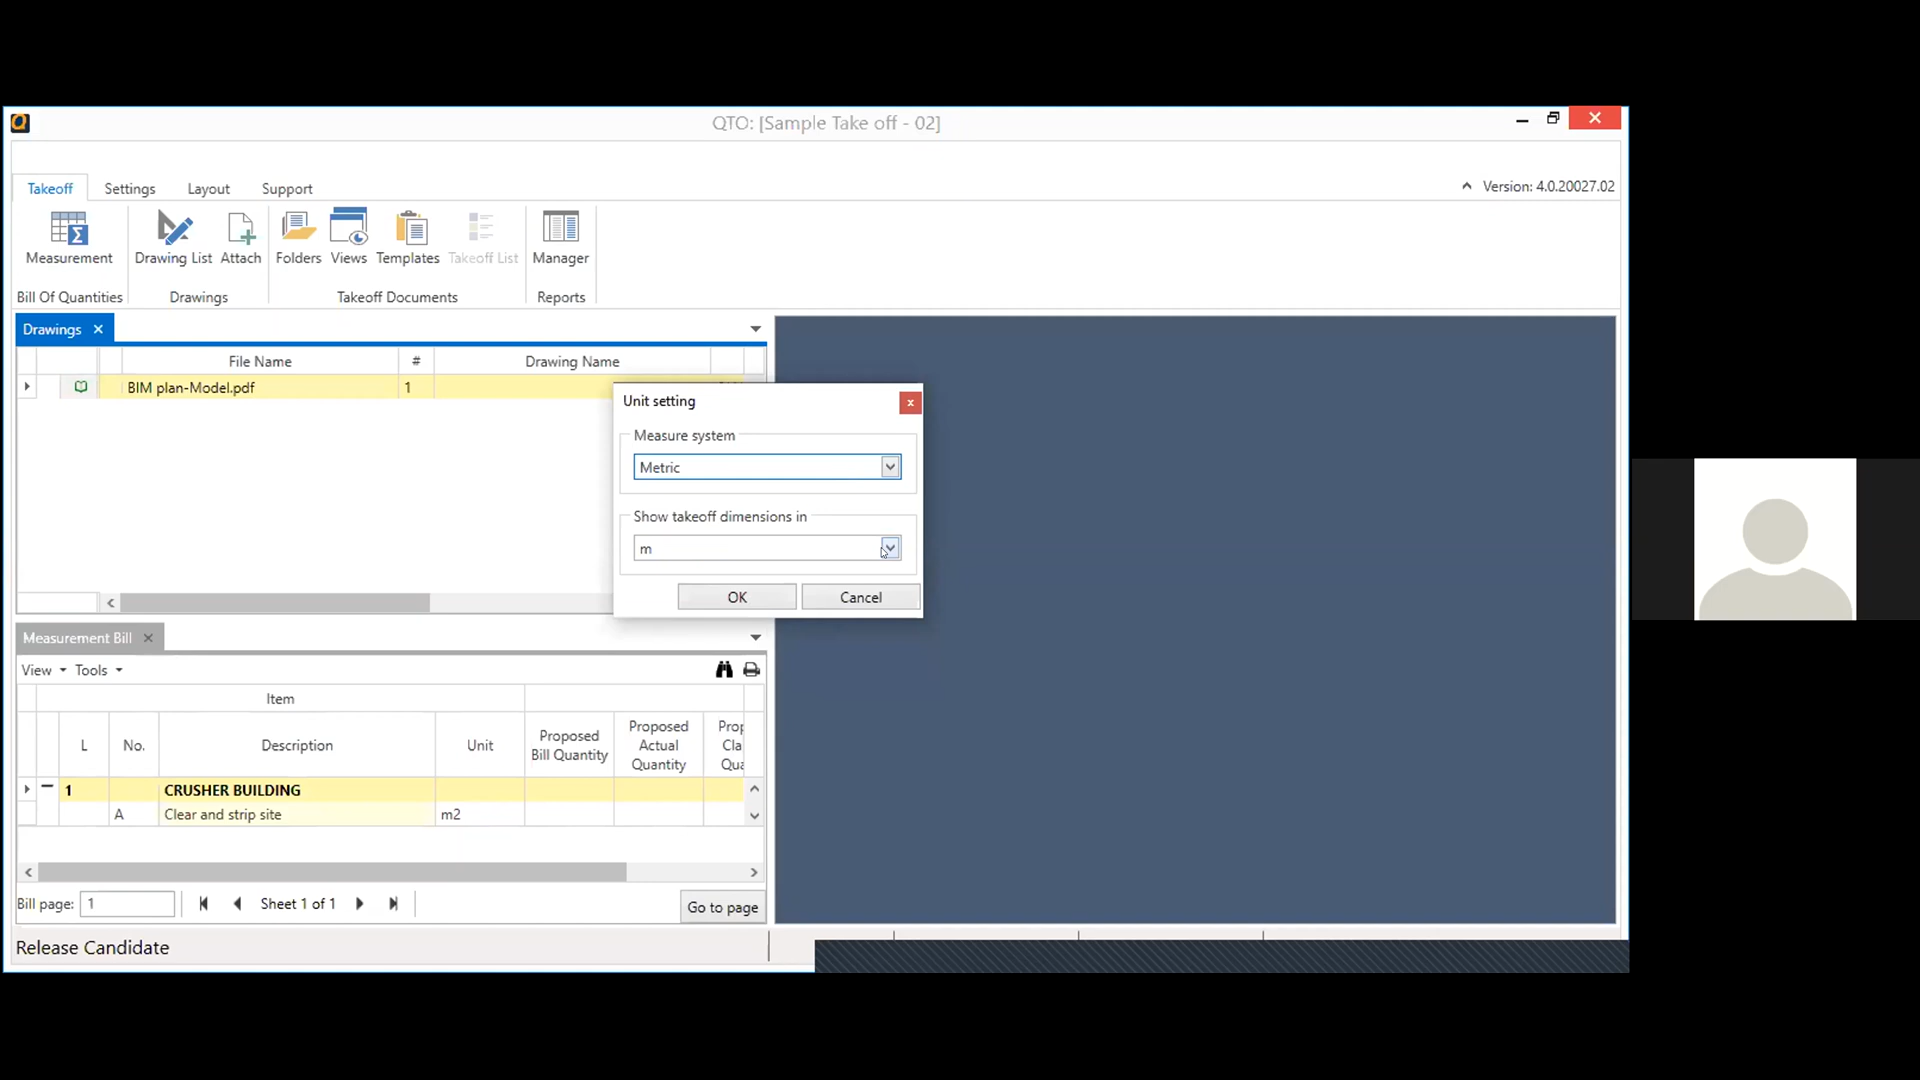 QTO: [Sample Take off - 02]
Takeoff Settings Layout Support
Version: 4.0.20027.02
Measurement Drawing List Attach Folders Views Templates Takeoff List Manager
Bill Of Quantities Drawings Takeoff Documents Reports
Drawings
File Name # Drawing Name
BIM plan-Model.pdf 1
Unit setting
Measure system
Metric
Show takeoff dimensions in
m
OK Cancel
Measurement Bill
View Tools
Item
L No. Description Unit
Proposed
Bill Quantity
Proposed
Actual
Quantity
Prop
Cla
Qua
1 CRUSHER BUILDING
A Clear and strip site m2
Bill page: 1 Sheet 1 of 1 Go to page
Release Candidate